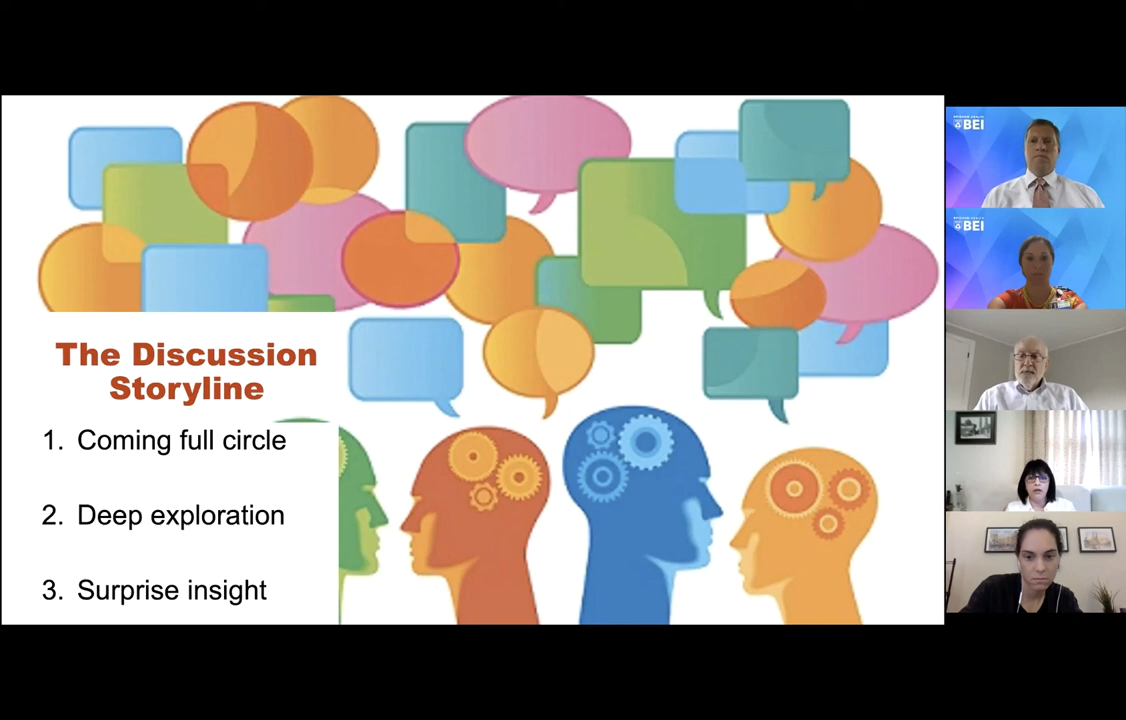 The Discussion
Storyline
1. Coming full circle
2. Deep exploration
3. Surprise insight
BEI
BEI